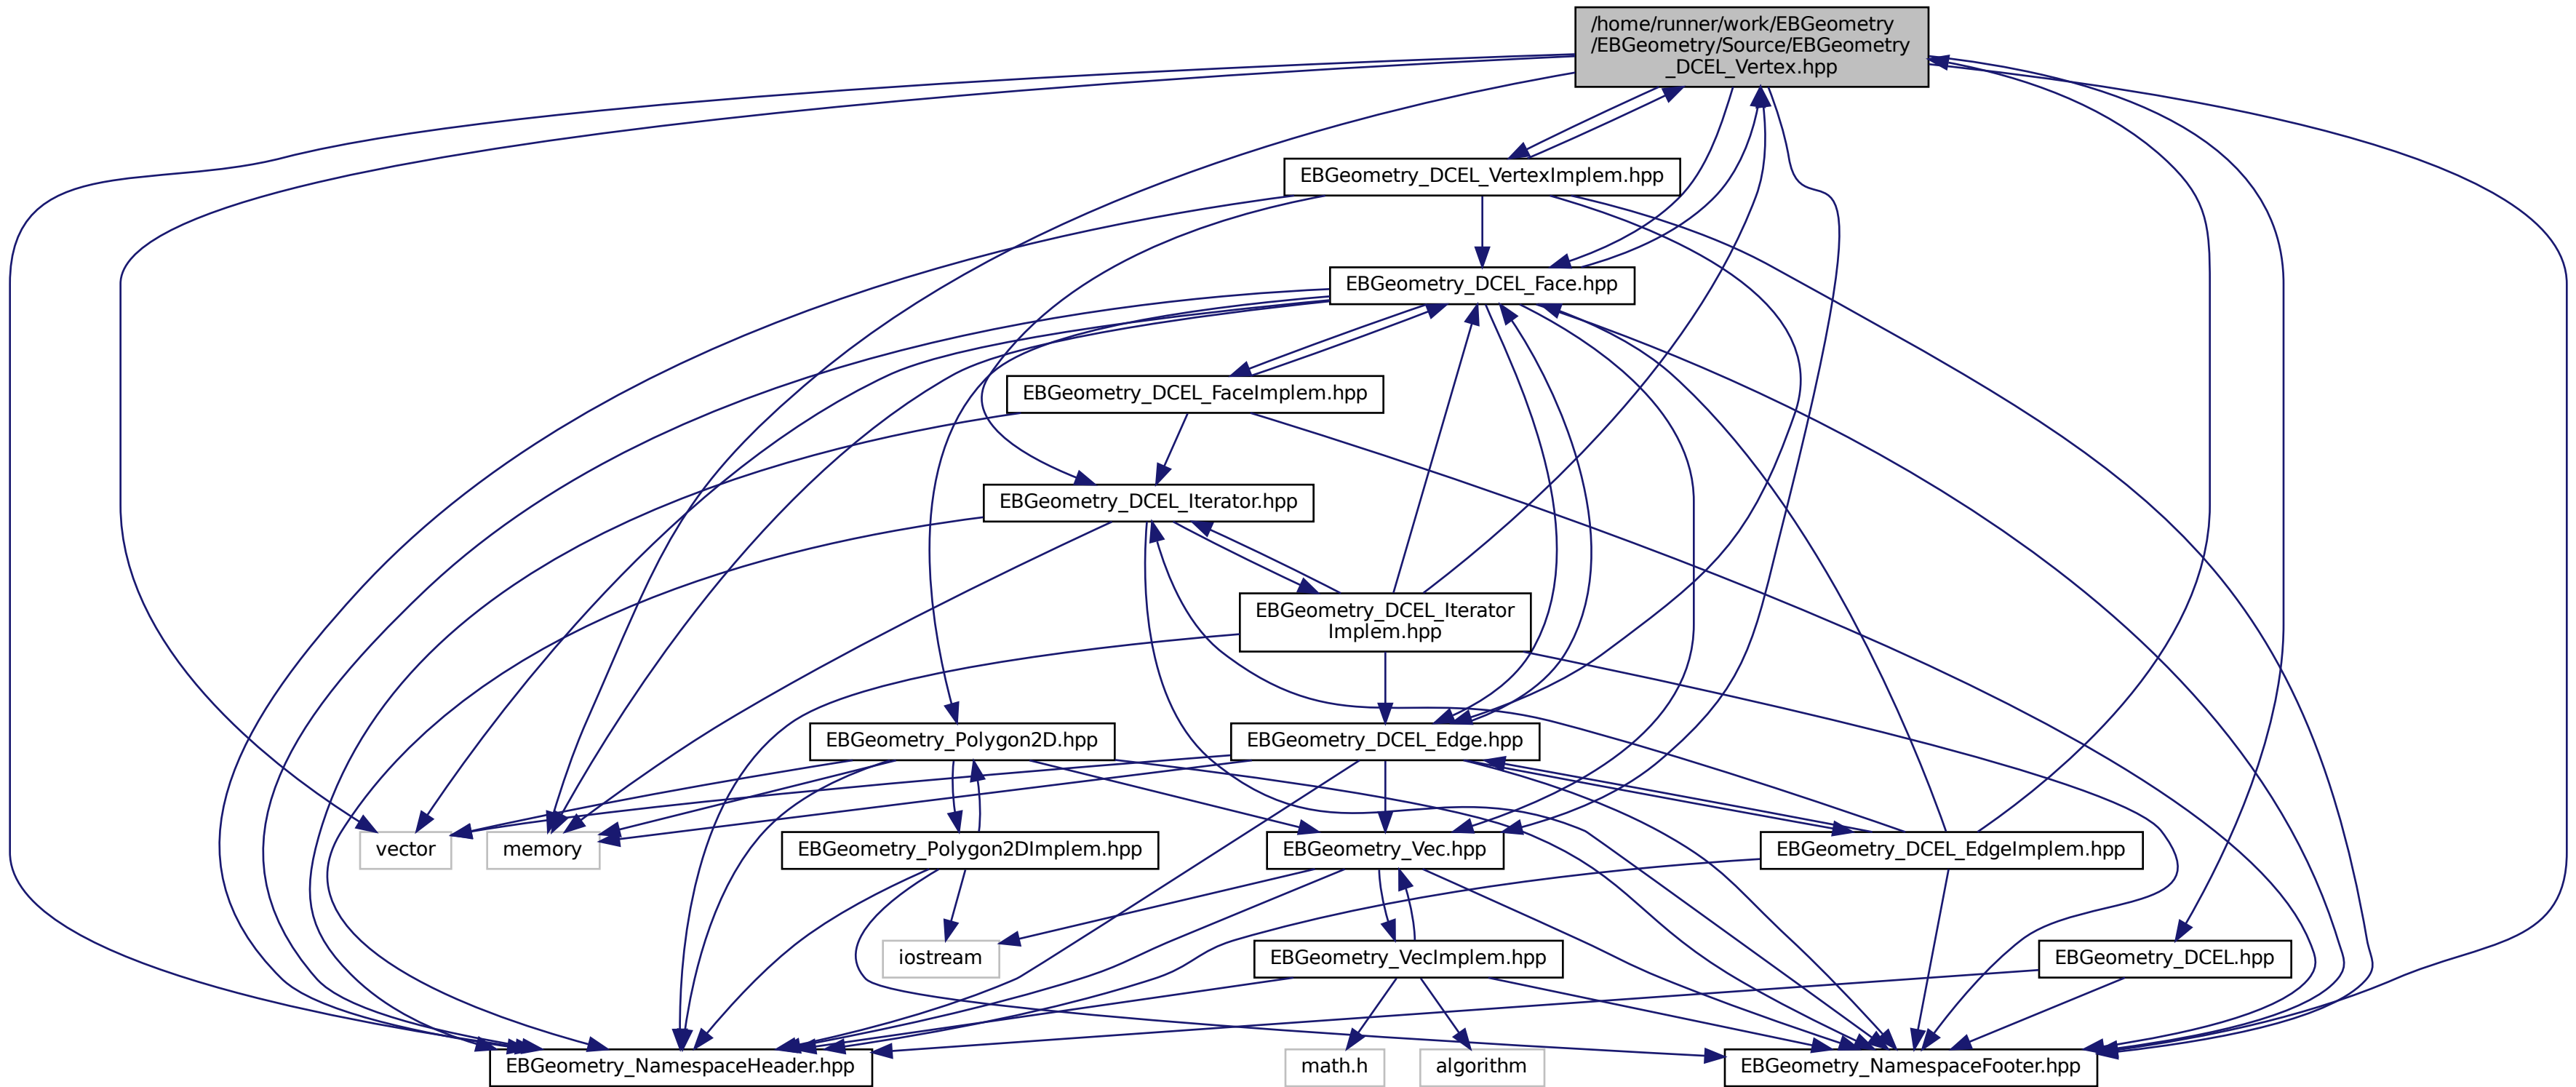 /home/runner/work/EBGeometry
/EBGeometry/Source/EBGeometry
_DCEL_Vertex.hpp
EBGeometry_DCEL_VertexImplem.hpp
EBGeometry_DCEL_Face.hpp
EBGeometry_DCEL_FaceImplem.hpp
EBGeometry_DCEL_Iterator.hpp
EBGeometry_DCEL_Iterator
Implem.hpp
EBGeometry_Polygon2D.hpp
EBGeometry_DCEL_Edge.hpp
vector
memory
EBGeometry_Polygon2DImplem.hpp
EBGeometry_Vec.hpp
EBGeometry_DCEL_EdgeImplem.hpp
iostream
EBGeometry_VecImplem.hpp
EBGeometry_DCEL.hpp
EBGeometry_NamespaceHeader.hpp
math.h
algorithm
EBGeometry_NamespaceFooter.hpp